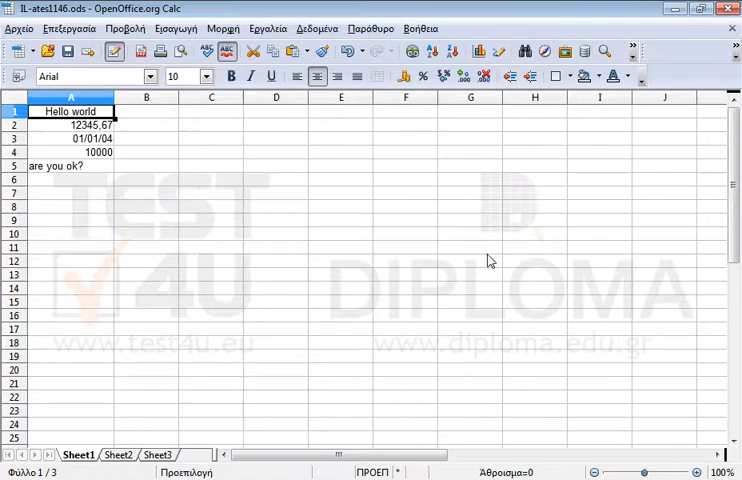 IL-ates1146.ods - OpenOffice.org Calc
Αρχείο Επεξεργασία Προβολή Εισαγωγή Μορφή Εργαλεία Δεδομένα Παράθυρο Βοήθεια
Arial 10
A B C D E F G H I J
1 Hello world
2 12345,67
3 01/01/04
4 10000
5 are you ok?
6
7
8
9
10
11
12
13
14
15
16
17
18
19
20
21
22
23
24
25
TEST 4U DIPLOMA
www.test4u.eu www.diploma.edu.gr
Sheet1 Sheet2 Sheet3
Φύλλο 1 / 3 Προεπιλογή ΠΡΟΕΠ * Άθροισμα=0 100%